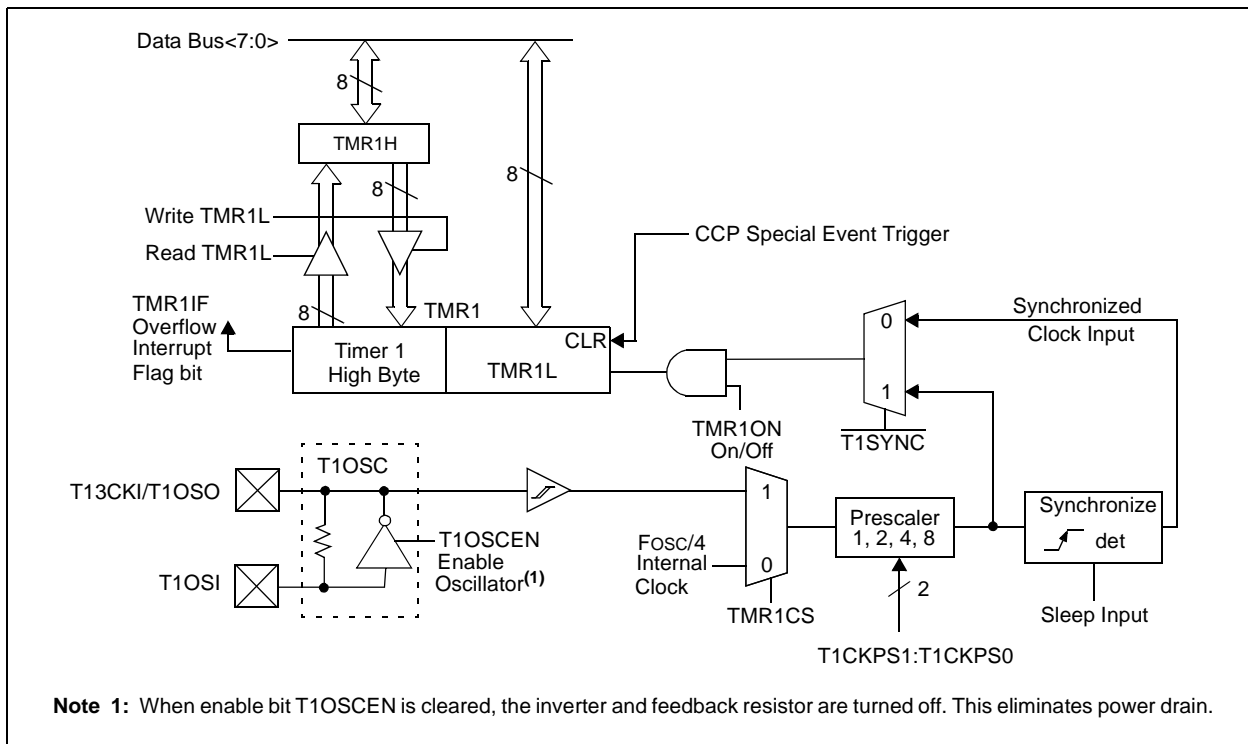 Data Bus<7:0>
8
TMR1H
8
8
Write TMR1L
Read TMR1L
CCP Special Event Trigger
TMR1IF
Overflow
Interrupt
Flag bit
8
TMR1
Timer 1
High Byte
TMR1L
CLR
0
1
Synchronized
Clock Input
TMR1ON
On/Off
T1SYNC
T1OSC
T13CKI/T1OSO
T1OSI
T1OSCEN
Enable
Oscillator(1)
FOSC/4
Internal
Clock
1
0
TMR1CS
Prescaler
1, 2, 4, 8
2
T1CKPS1:T1CKPS0
Synchronize
det
Sleep Input
Note 1: When enable bit T1OSCEN is cleared, the inverter and feedback resistor are turned off. This eliminates power drain.